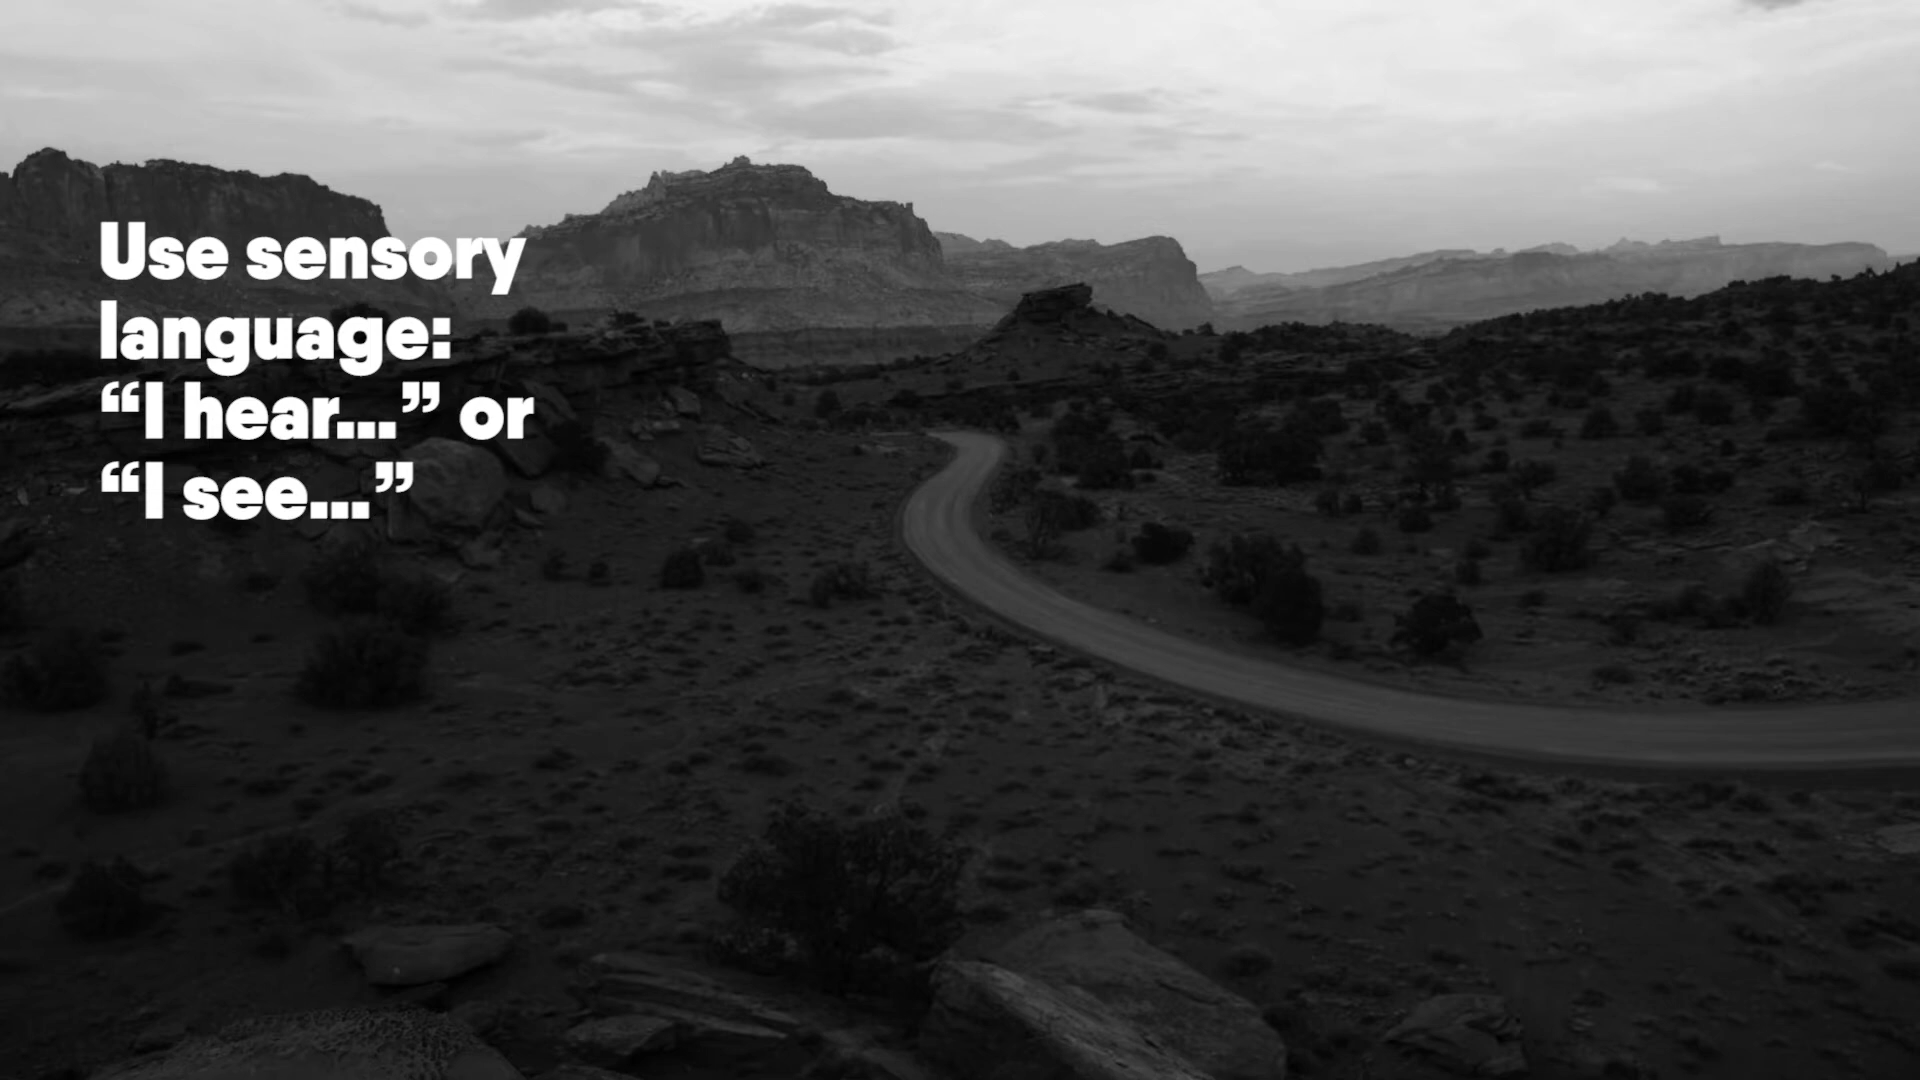 Use sensory
language:
“I hear...” or
“I see...”